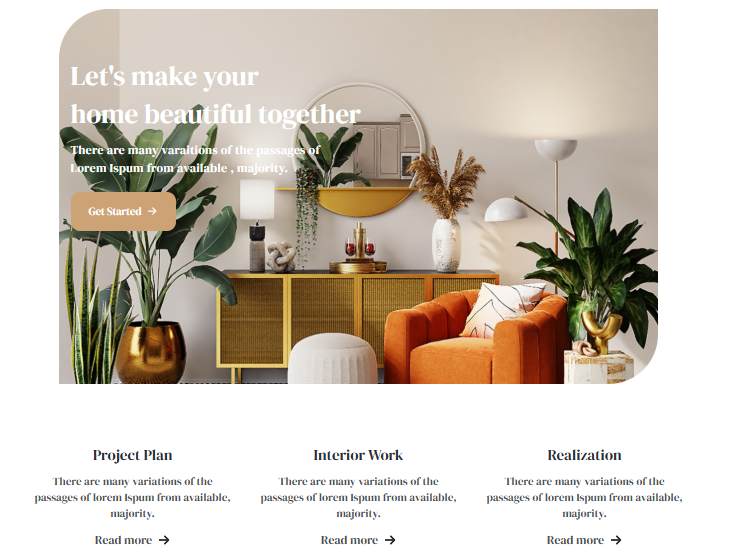 Let's make your
home beautiful together
There are many varaitions of the passages of
Lorem Ispum from available , majority.
Get Started
Project Plan
There are many variations of the
passages of lorem Ispum from available,
majority.
Read more
Interior Work
There are many variations of the
passages of lorem Ispum from available,
majority.
Read more
Realization
There are many variations of the
passages of lorem Ispum from available,
majority.
Read more